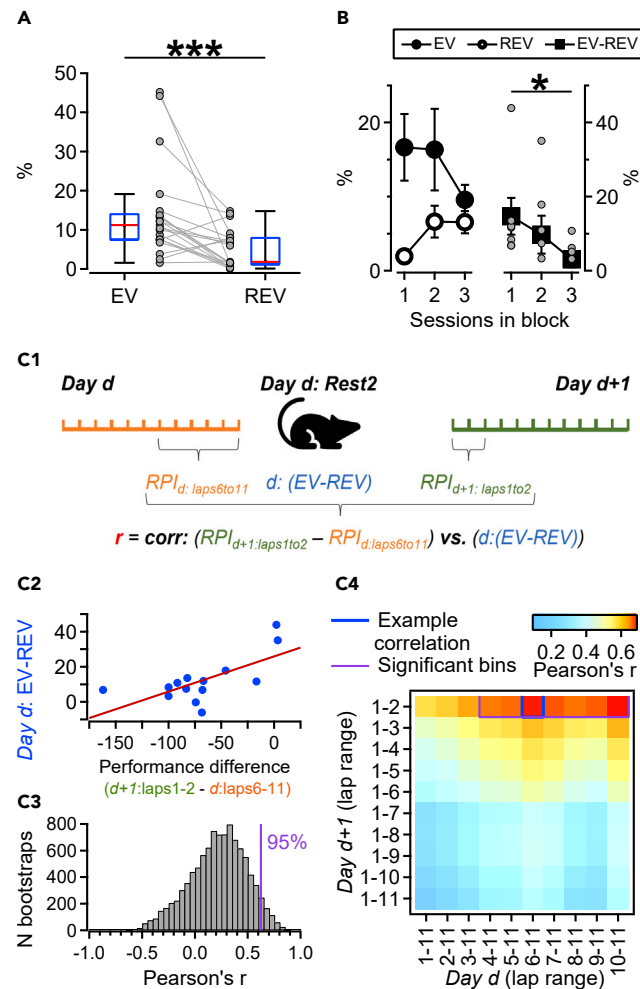 A
***
50
40
30
20
10
0
%
EV
REV
B
EV
REV
EV-REV
*
20
0
%
40
20
0
%
1 2 3
1 2 3
Sessions in block
C1
Day d
Day d: Rest2
Day d+1
RPId: laps6to11
d: (EV-REV)
RPId+1: laps1to2
r = corr: (RPId+1:laps1to2 – RPId:laps6to11) vs. (d:(EV-REV))
C2
Day d: EV-REV
40
20
0
-150 -100 -50 0
Performance difference
(d+1:laps1-2 - d:laps6-11)
C3
N bootstraps
800
600
400
200
0
95%
-1.0 -0.5 0.0 0.5 1.0
Pearson's r
C4
Example
correlation
Significant bins
0.2 0.4 0.6
Pearson's r
Day d+1 (lap range)
1-2
1-3
1-4
1-5
1-6
1-7
1-8
1-9
1-10
1-11
1-11
2-11
3-11
4-11
5-11
6-11
7-11
8-11
9-11
10-11
Day d (lap range)